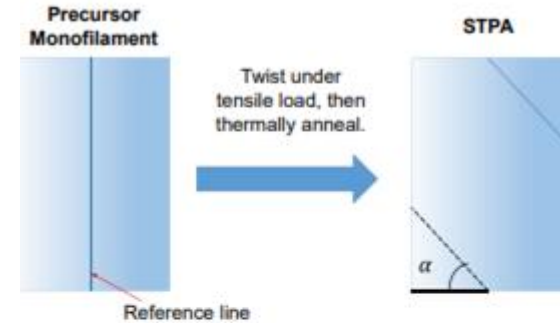 Precursor
Monofilament
STPA
Twist under
tensile load, then
thermally anneal.
α
Reference line